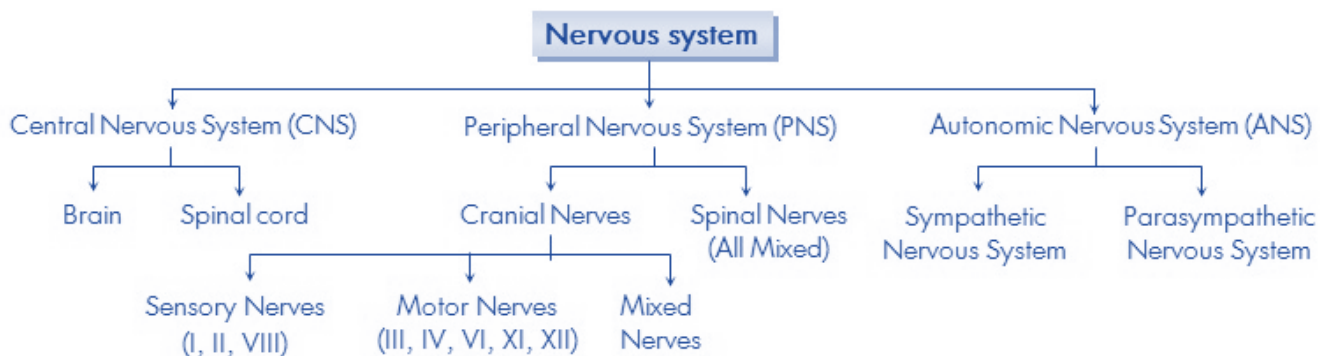 Nervous system
Central Nervous System (CNS)
Peripheral Nervous System (PNS)
Autonomic Nervous System (ANS)
Brain
Spinal cord
Cranial Nerves
Spinal Nerves
(All Mixed)
Sympathetic
Nervous System
Parasympathetic
Nervous System
Sensory Nerves
(I, II, VIII)
Motor Nerves
(III, IV, VI, XI, XII)
Mixed
Nerves